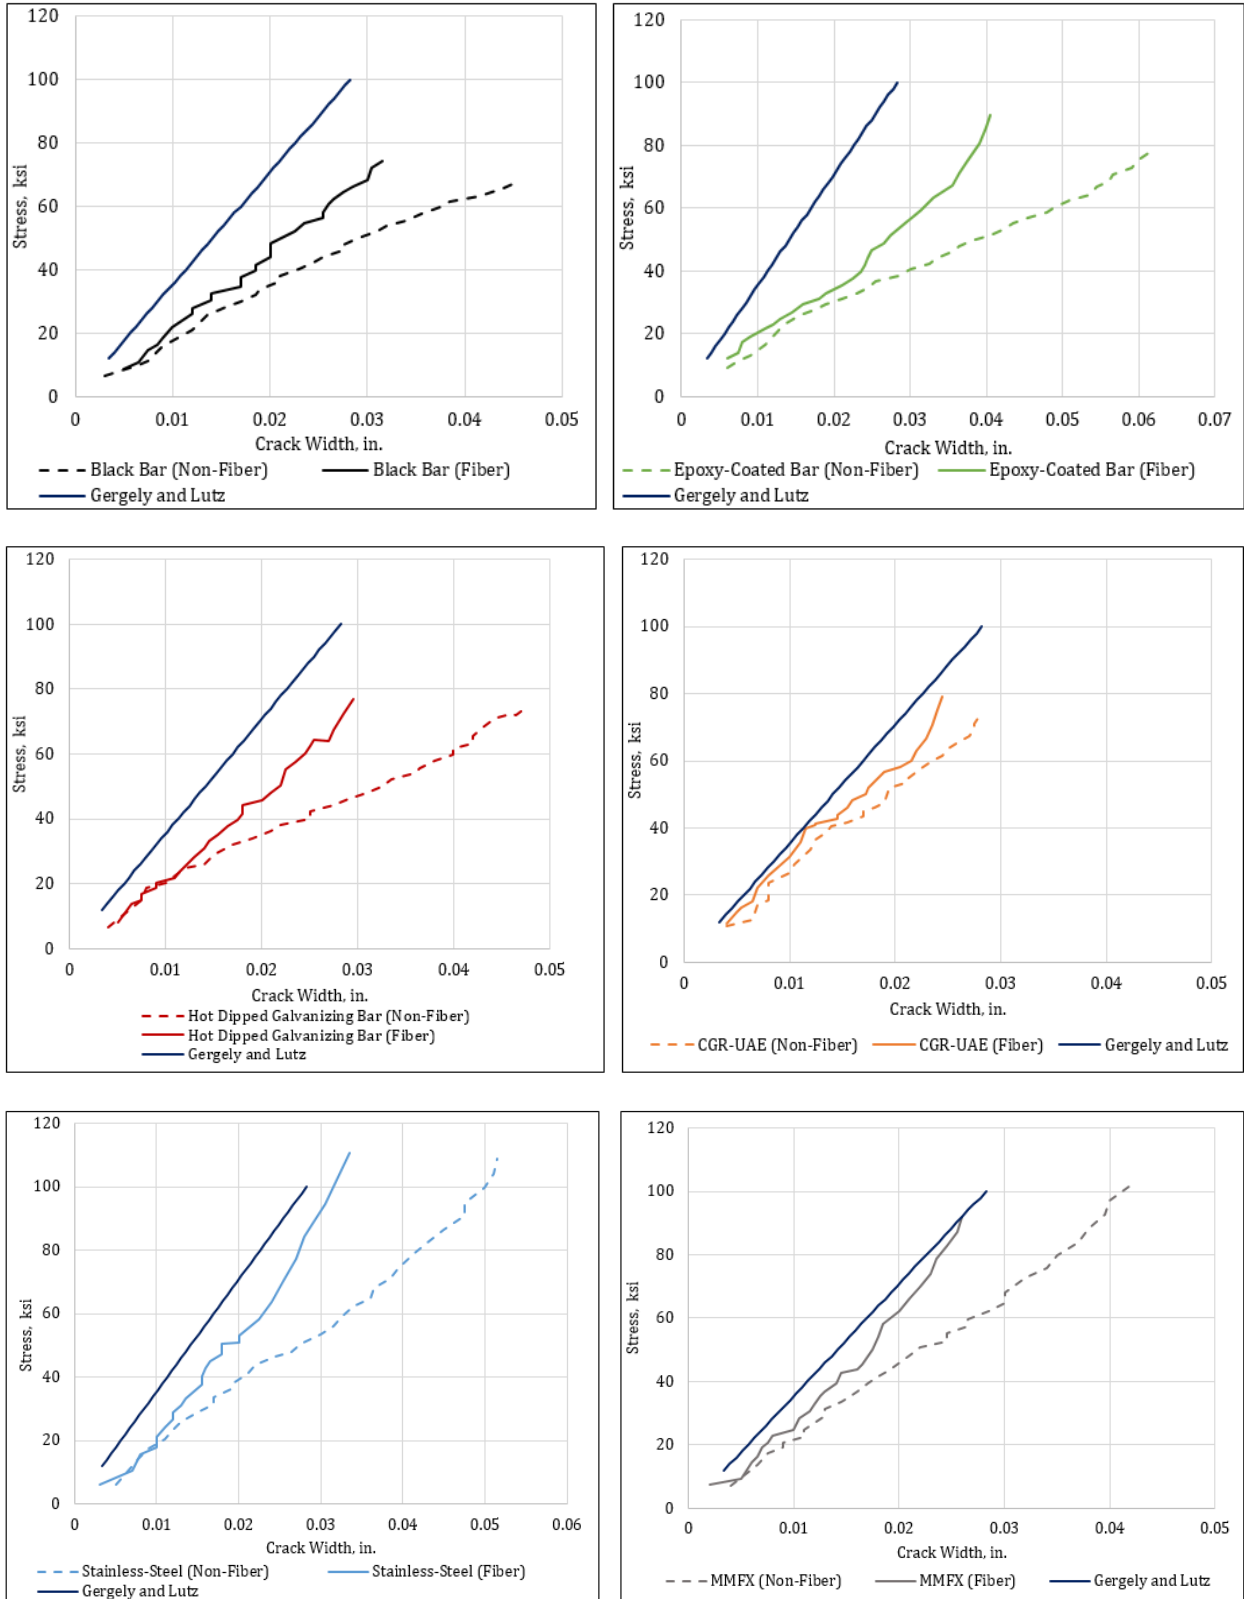 120
100
80
60
40
20
0
Stress, ksi
0 0.01 0.02 0.03 0.04 0.05
Crack Width, in.
Black Bar (Non-Fiber) Black Bar (Fiber)
Gergely and Lutz
120
100
80
60
40
20
0
Stress, ksi
0 0.01 0.02 0.03 0.04 0.05 0.06 0.07
Crack Width, in.
Epoxy-Coated Bar (Non-Fiber) Epoxy-Coated Bar (Fiber)
Gergely and Lutz
120
100
80
60
40
20
0
Stress, ksi
0 0.01 0.02 0.03 0.04 0.05
Crack Width, in.
Hot Dipped Galvanizing Bar (Non-Fiber)
Hot Dipped Galvanizing Bar (Fiber)
Gergely and Lutz
120
100
80
60
40
20
0
Stress, ksi
0 0.01 0.02 0.03 0.04 0.05
Crack Width, in.
CGR-UAE (Non-Fiber) CGR-UAE (Fiber) Gergely and Lutz
120
100
80
60
40
20
0
Stress, ksi
0 0.01 0.02 0.03 0.04 0.05 0.06
Crack Width, in.
Stainless-Steel (Non-Fiber) Stainless-Steel (Fiber)
Gergely and Lutz
120
100
80
60
40
20
0
Stress, ksi
0 0.01 0.02 0.03 0.04 0.05
Crack Width, in.
MMFX (Non-Fiber) MMFX (Fiber) Gergely and Lutz